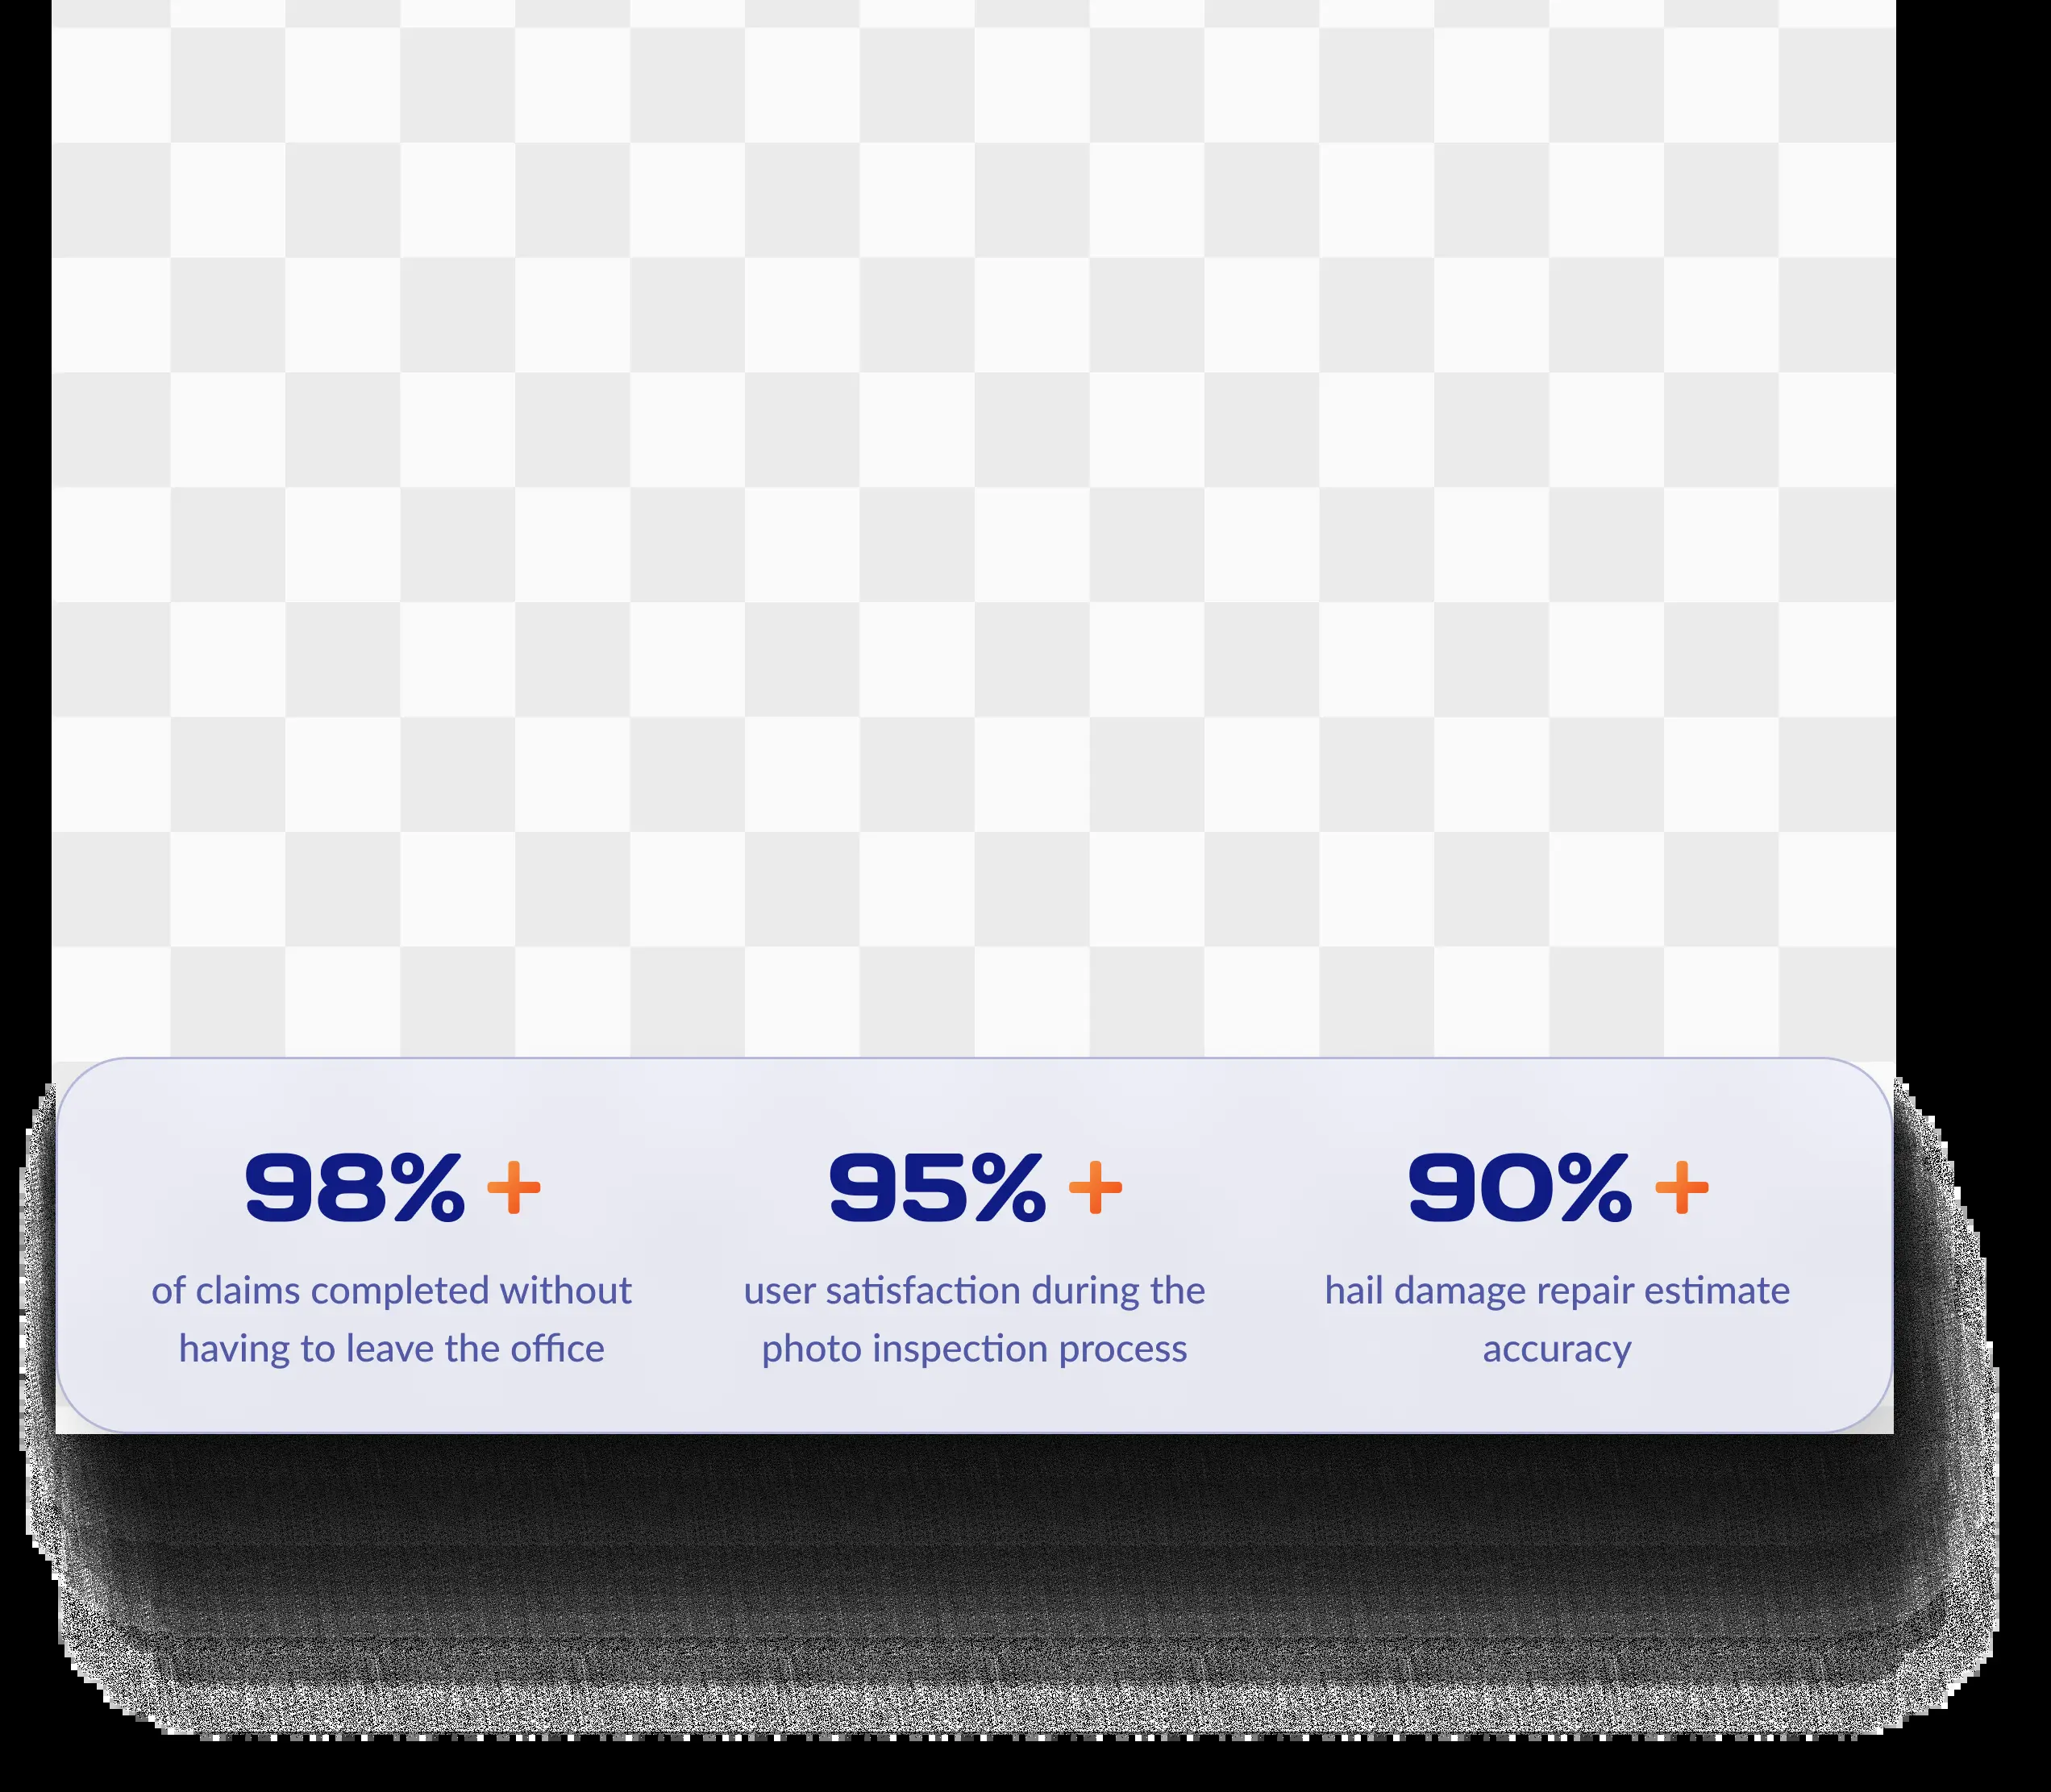 98% + 95% + 90% +
of claims completed without
having to leave the office
user satisfaction during the
photo inspection process
hail damage repair estimate
accuracy